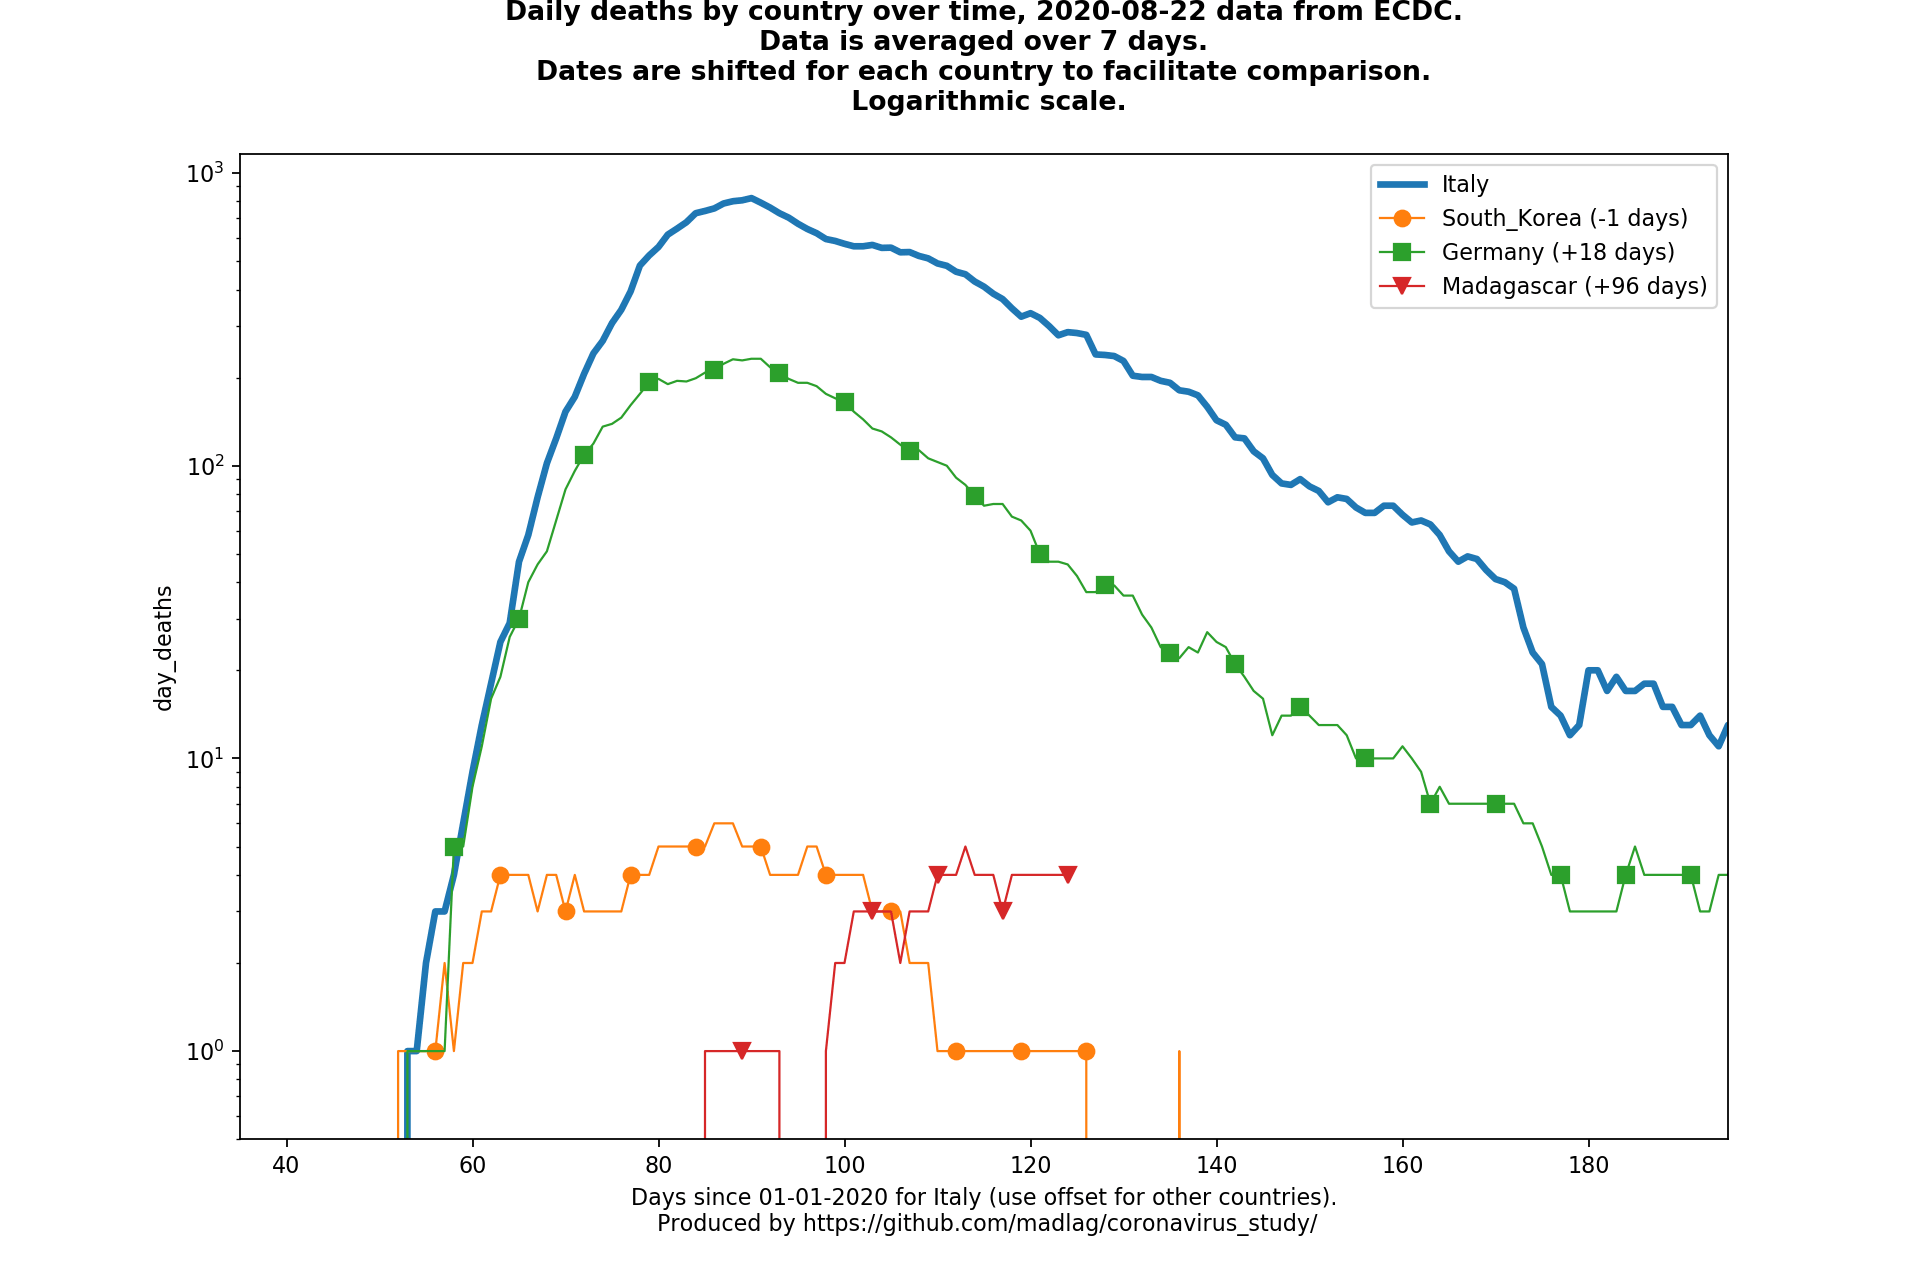 Daily deaths by country over time, 2020-08-22 data from ECDC.
Data is averaged over 7 days.
Dates are shifted for each country to facilitate comparison.
Logarithmic scale.
10³
10²
10¹
10⁰
day_deaths
Italy
South_Korea (-1 days)
Germany (+18 days)
Madagascar (+96 days)
40 60 80 100 120 140 160 180
Days since 01-01-2020 for Italy (use offset for other countries).
Produced by https://github.com/madlag/coronavirus_study/